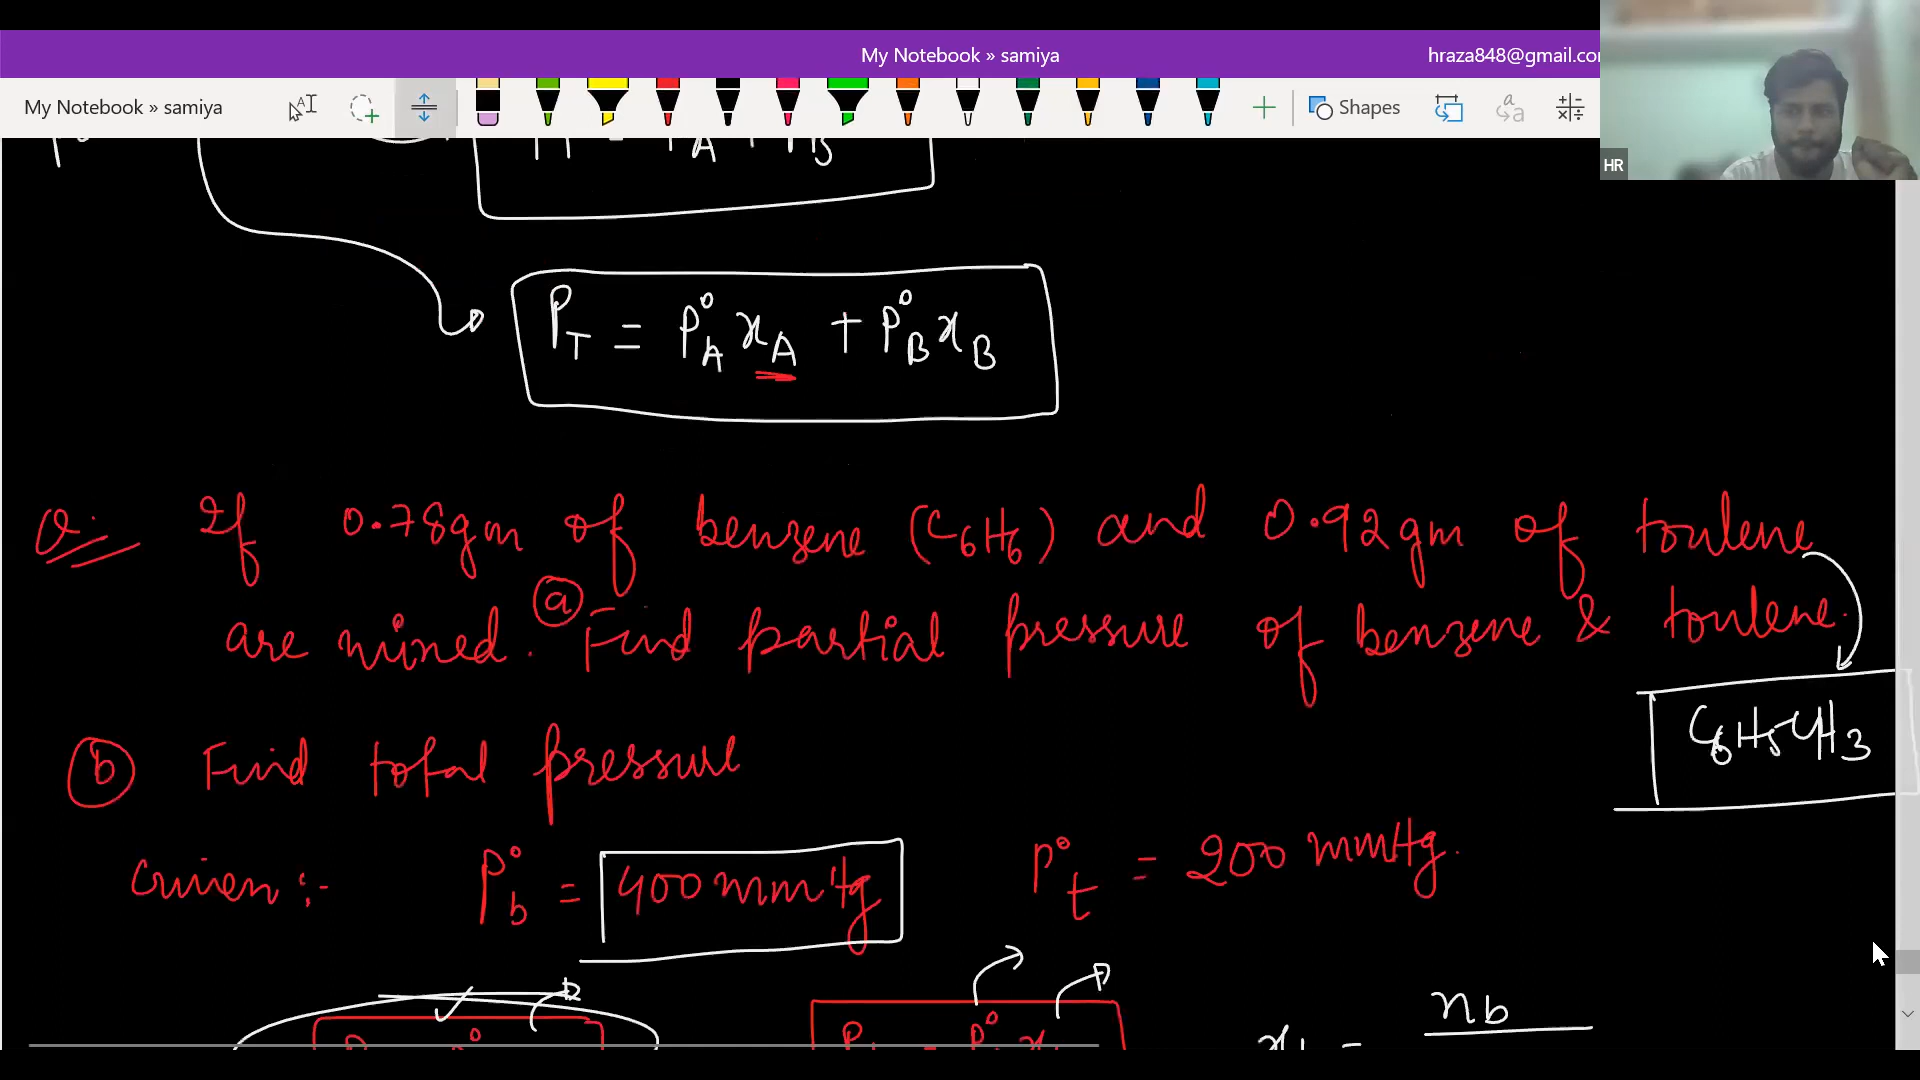 My Notebook » samiya
hraza848@gmail.co
My Notebook » samiya
Shapes
HR
P_T = P°_A x_A + P°_B x_B
Q. If 0.78gm of benzene (C6H6) and 0.92gm of toulene
are mixed. (a) Find partial pressure of benzene & toulene.
C6H5CH3
(b) Find total pressure
Given :- P°_b = 400 mmHg P°_t = 200 mmHg.
n_b